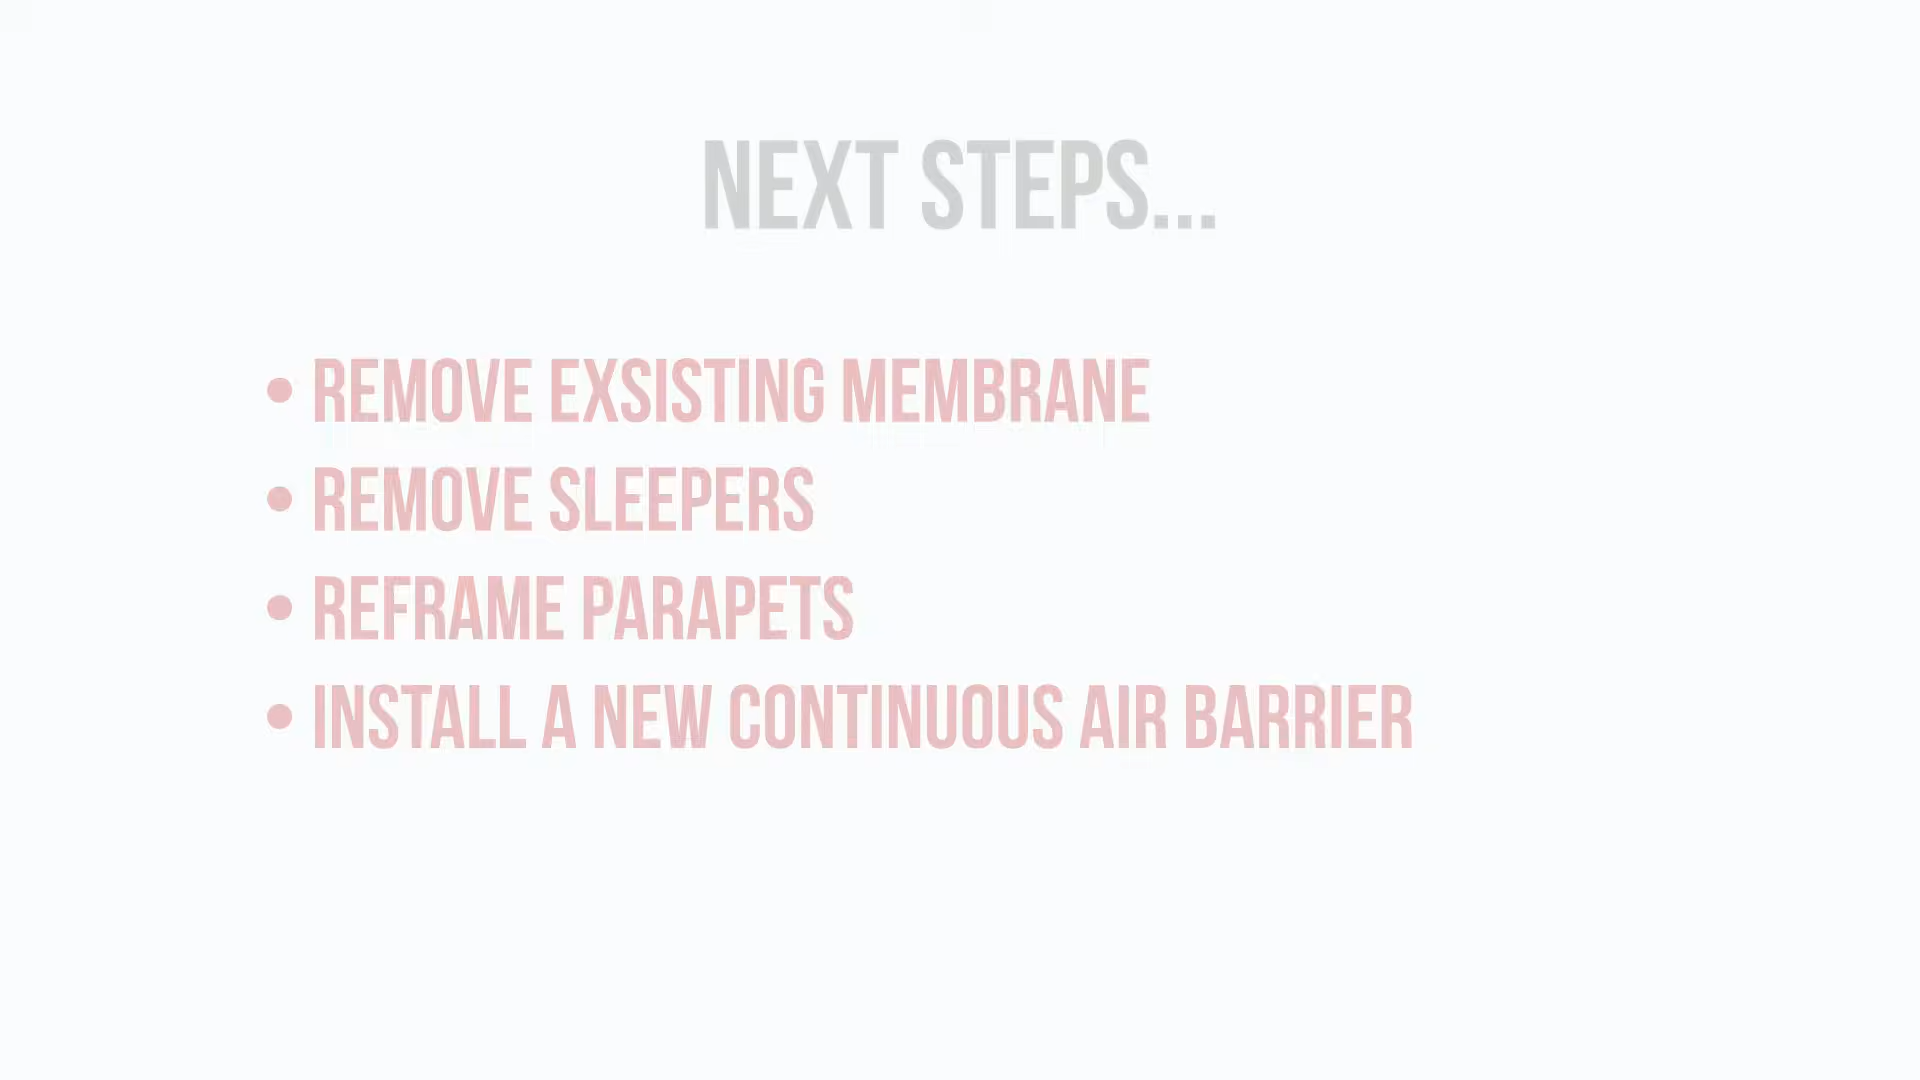 NEXT STEPS...
• REMOVE EXSISTING MEMBRANE
• REMOVE SLEEPERS
• REFRAME PARAPETS
• INSTALL A NEW CONTINUOUS AIR BARRIER